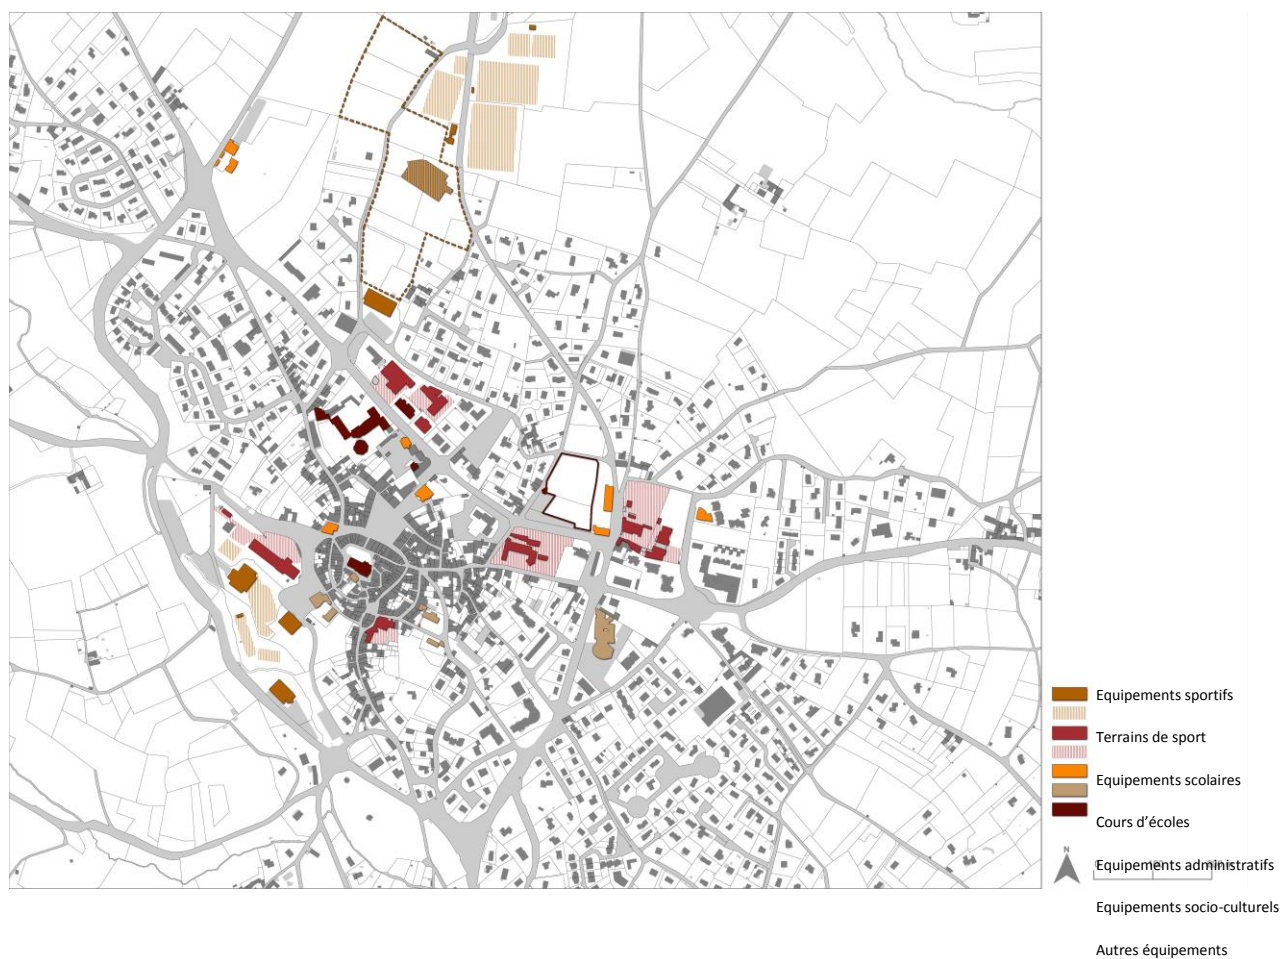 Equipements sportifs
Terrains de sport
Equipements scolaires
Cours d’écoles
N
Equipements administratifs
Equipements socio-culturels
Autres équipements